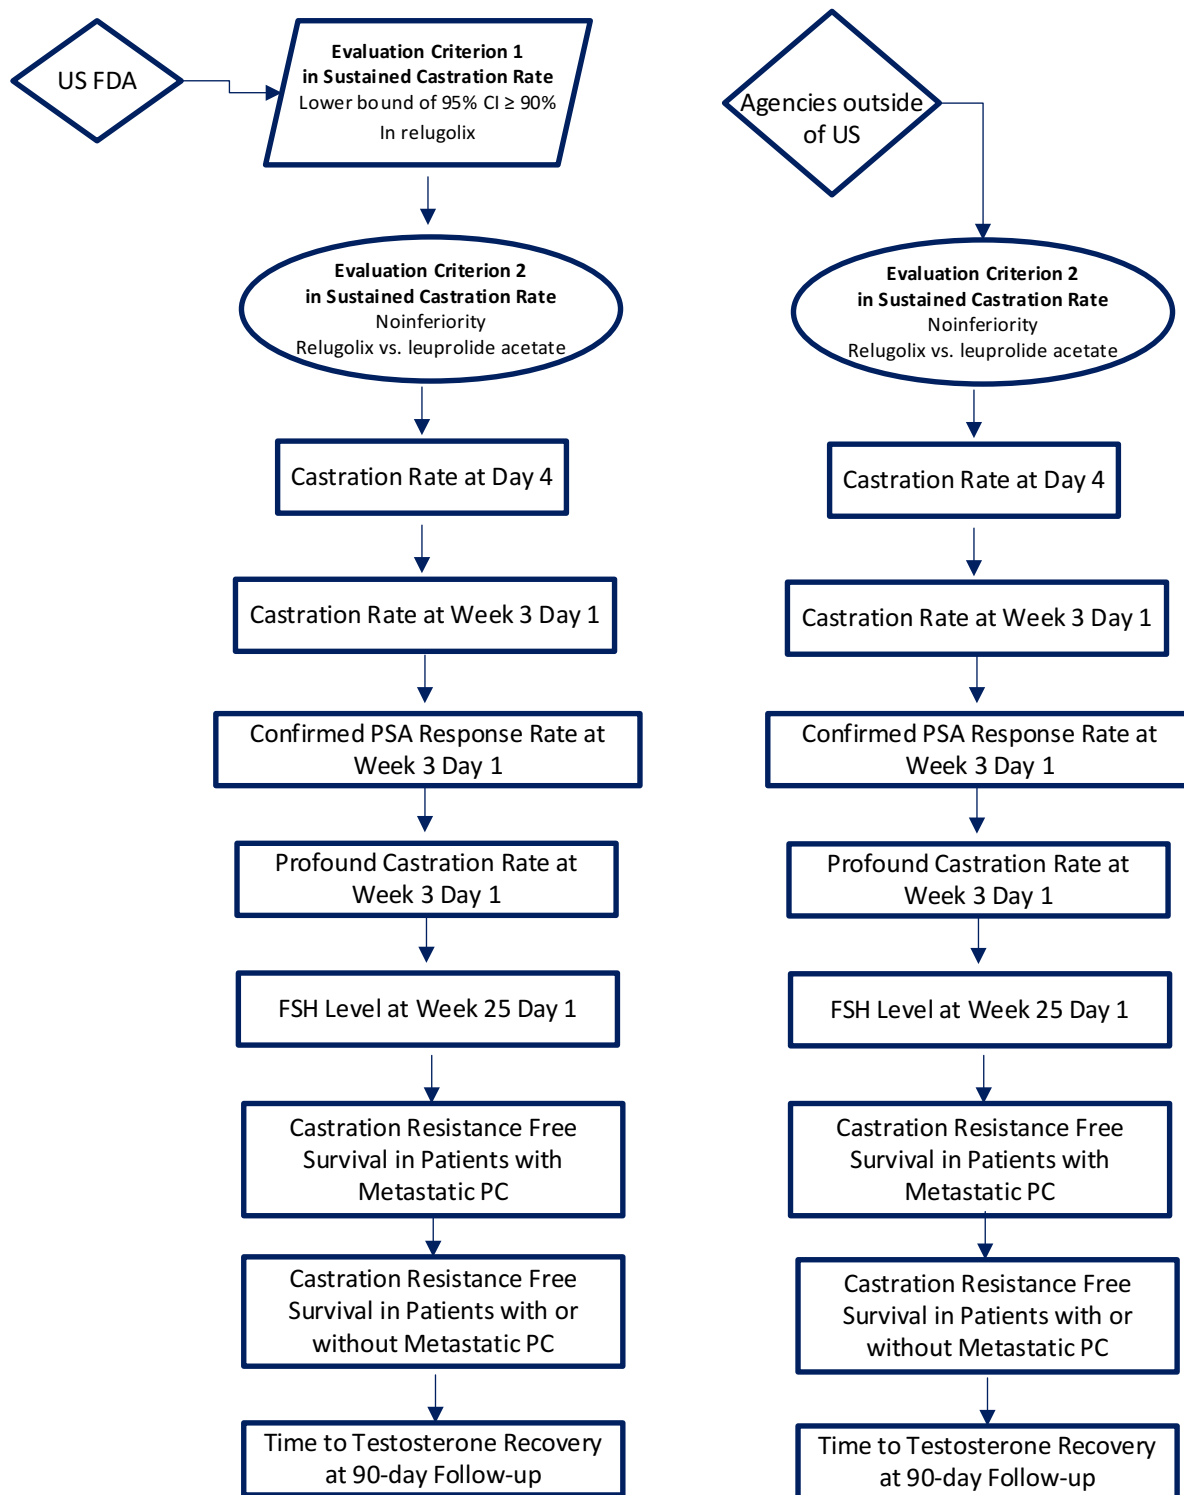 US FDA
Evaluation Criterion 1
in Sustained Castration Rate
Lower bound of 95% CI ≥ 90%
In relugolix
Evaluation Criterion 2
in Sustained Castration Rate
Noinferiority
Relugolix vs. leuprolide acetate
Castration Rate at Day 4
Castration Rate at Week 3 Day 1
Confirmed PSA Response Rate at
Week 3 Day 1
Profound Castration Rate at
Week 3 Day 1
FSH Level at Week 25 Day 1
Castration Resistance Free
Survival in Patients with
Metastatic PC
Castration Resistance Free
Survival in Patients with or
without Metastatic PC
Time to Testosterone Recovery
at 90-day Follow-up
Agencies outside
of US
Evaluation Criterion 2
in Sustained Castration Rate
Noinferiority
Relugolix vs. leuprolide acetate
Castration Rate at Day 4
Castration Rate at Week 3 Day 1
Confirmed PSA Response Rate at
Week 3 Day 1
Profound Castration Rate at
Week 3 Day 1
FSH Level at Week 25 Day 1
Castration Resistance Free
Survival in Patients with
Metastatic PC
Castration Resistance Free
Survival in Patients with or
without Metastatic PC
Time to Testosterone Recovery
at 90-day Follow-up